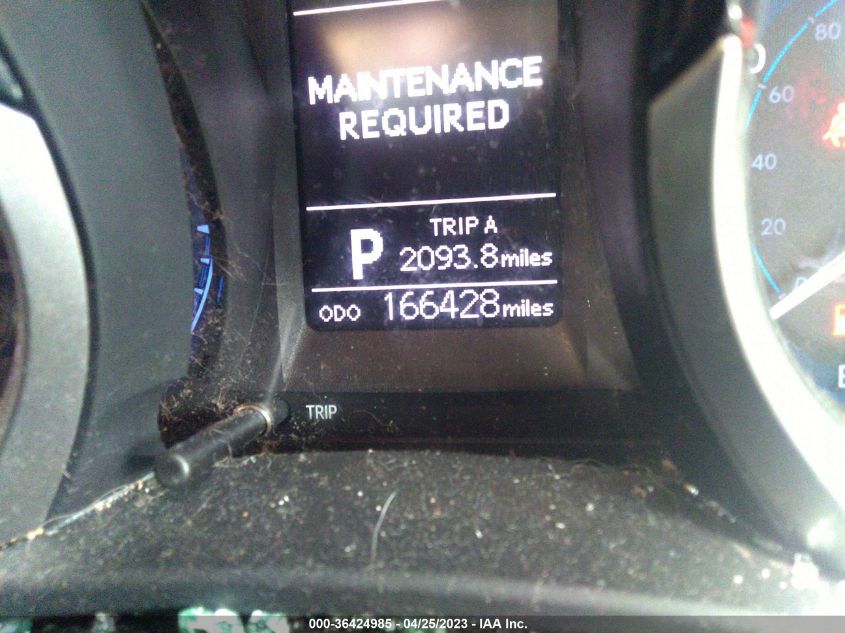 MAINTENANCE
REQUIRED
TRIP A
P 2093.8 miles
ODO 166428 miles
TRIP
80
60
40
20
0
000-36424985 - 04/25/2023 - IAA Inc.